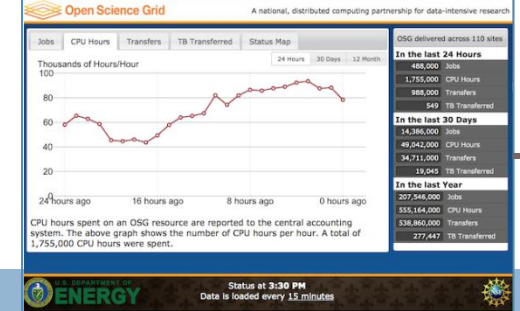 Open Science Grid
A national, distributed computing partnership for data-intensive research
Jobs CPU Hours Transfers TB Transferred Status Map
24 Hours 30 Days 12 Month
Thousands of Hours/Hour
100
80
60
40
20
0
24 hours ago 16 hours ago 8 hours ago 0 hours ago
CPU hours spent on an OSG resource are reported to the central accounting
system. The above graph shows the number of CPU hours per hour. A total of
1,755,000 CPU hours were spent.
OSG delivered across 110 sites
In the last 24 Hours
488,000 Jobs
1,755,000 CPU Hours
988,000 Transfers
549 TB Transferred
In the last 30 Days
14,386,000 Jobs
49,042,000 CPU Hours
34,711,000 Transfers
19,045 TB Transferred
In the last Year
207,546,000 Jobs
555,164,000 CPU Hours
538,860,000 Transfers
277,447 TB Transferred
U.S. DEPARTMENT OF
ENERGY
Status at 3:30 PM
Data is loaded every 15 minutes
NSF